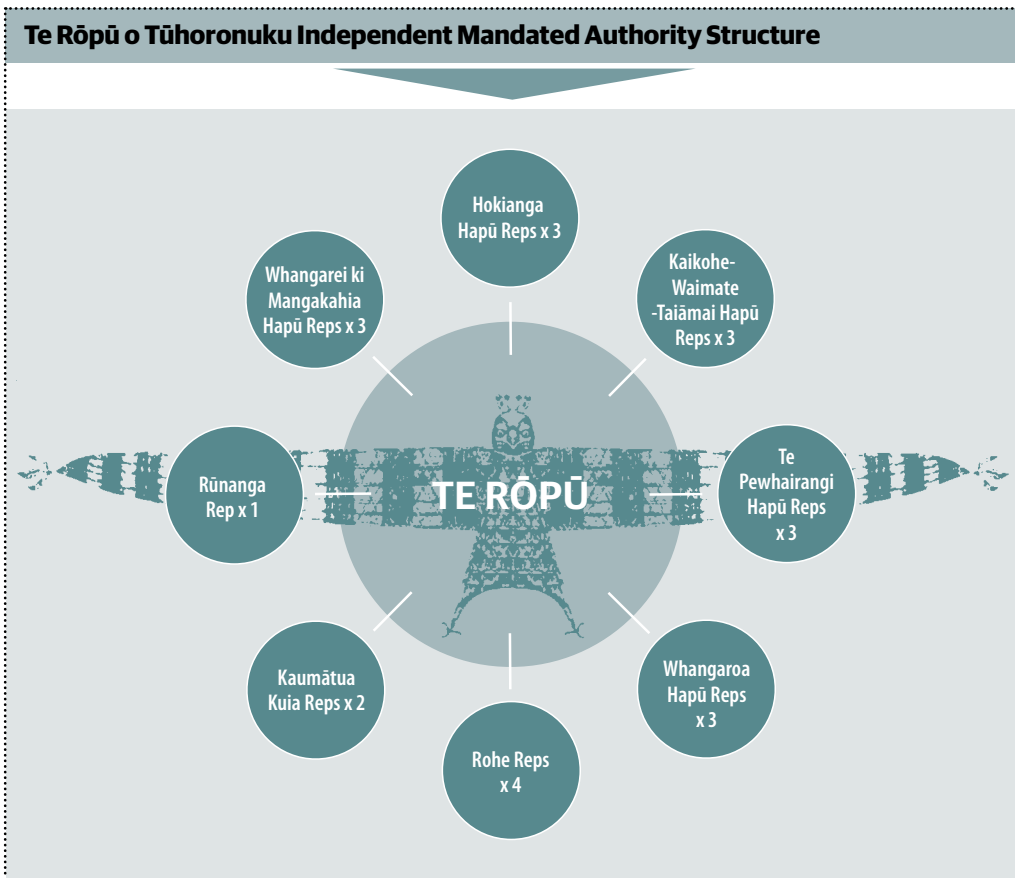 Te Rōpū o Tūhoronuku Independent Mandated Authority Structure
Hokianga
Hapū Reps x 3
Kaikohe-
Waimate
-Taiāmai Hapū
Reps x 3
Te
Pewhairangi
Hapū Reps
x 3
Whangaroa
Hapū Reps
x 3
Rohe Reps
x 4
Kaumātua
Kuia Reps x 2
Rūnanga
Rep x 1
Whangarei ki
Mangakahia
Hapū Reps x 3
TE RŌPŪ